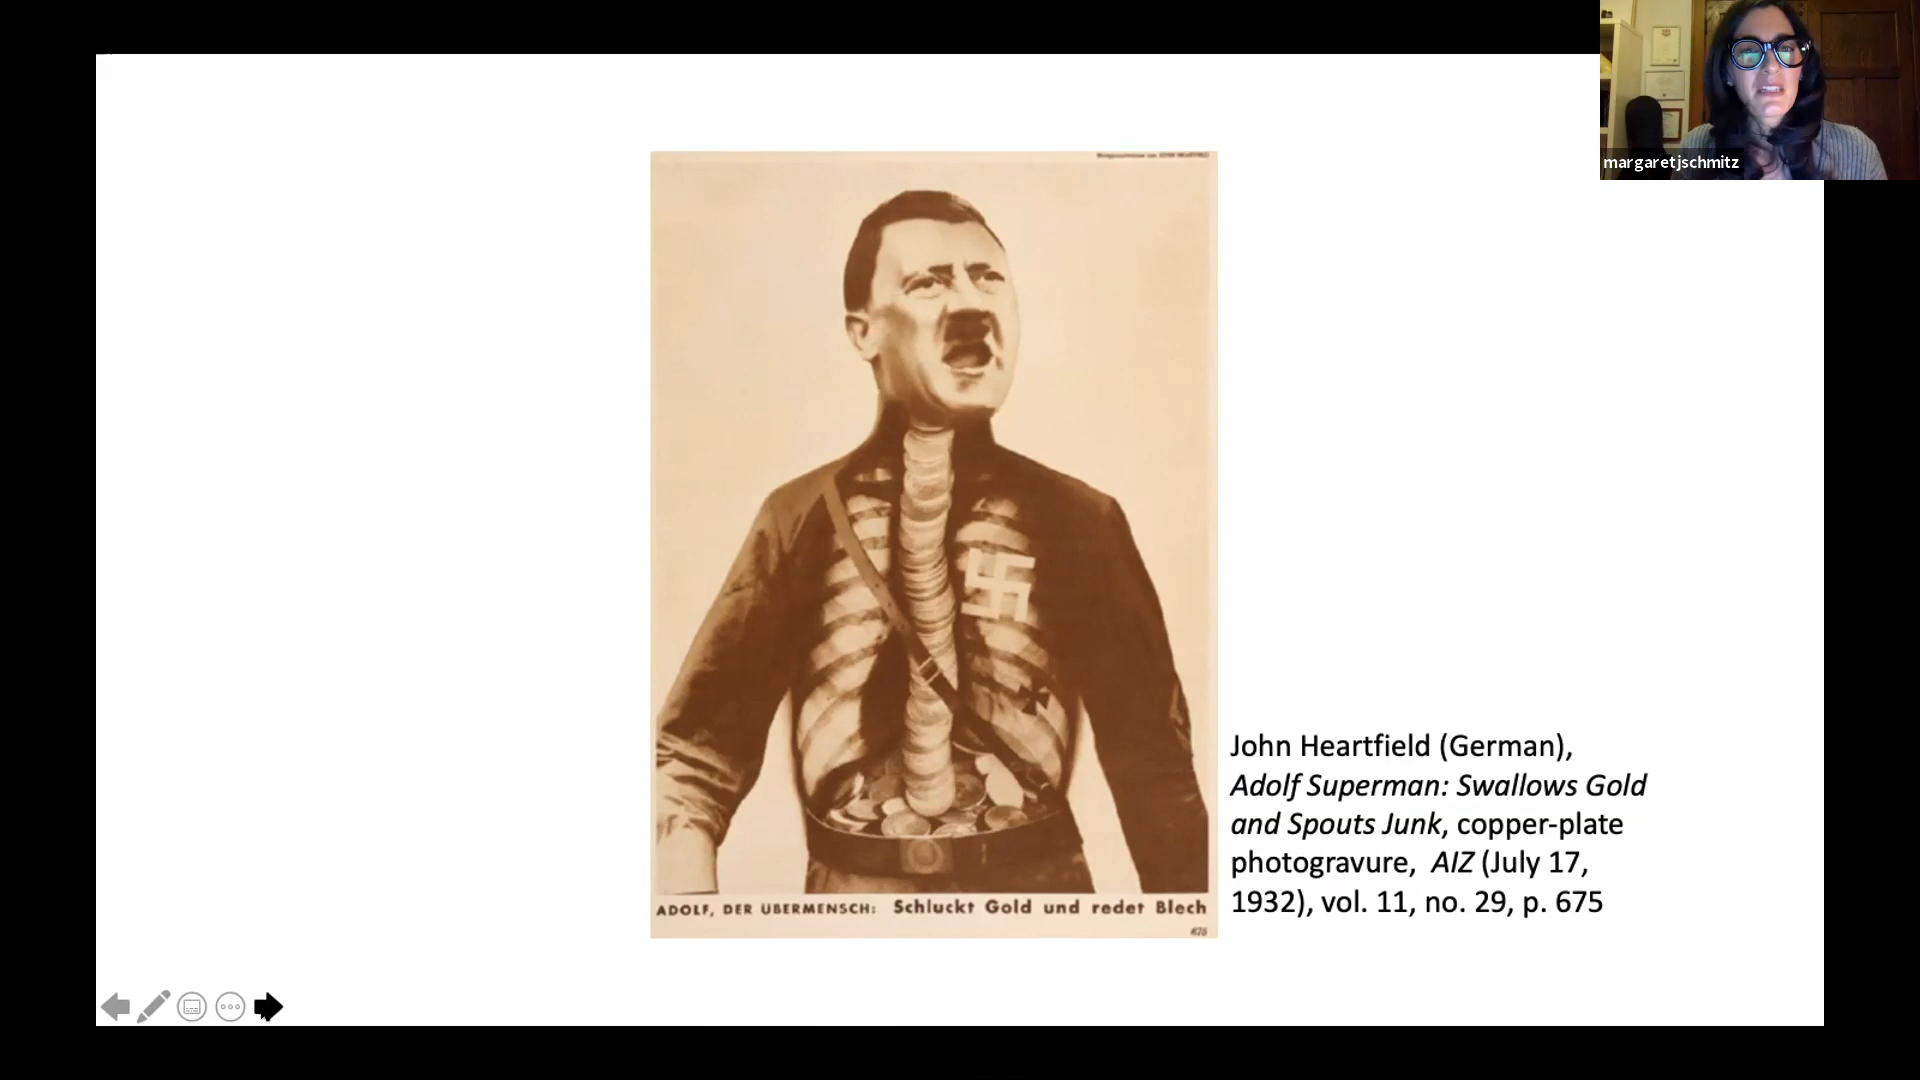 margaretjschmitz
ADOLF, DER ÜBERMENSCH: Schluckt Gold und redet Blech
675
John Heartfield (German),
Adolf Superman: Swallows Gold
and Spouts Junk, copper-plate
photogravure, AIZ (July 17,
1932), vol. 11, no. 29, p. 675